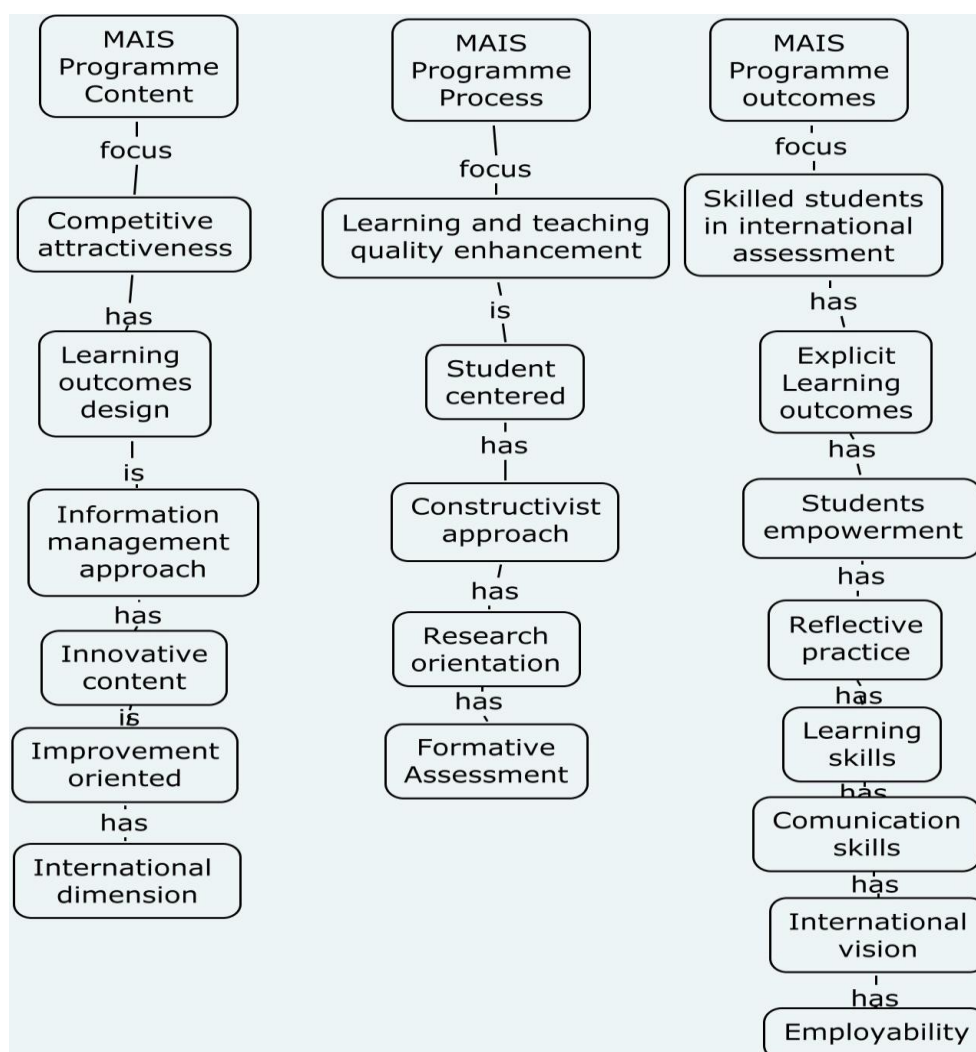 MAIS
Programme
Content
focus
Competitive
attractiveness
has
Learning
outcomes
design
is
Information
management
approach
has
Innovative
content
is
Improvement
oriented
has
International
dimension
MAIS
Programme
Process
focus
Learning and teaching
quality enhancement
is
Student
centered
has
Constructivist
approach
has
Research
orientation
has
Formative
Assessment
MAIS
Programme
outcomes
focus
Skilled students
in international
assessment
has
Explicit
Learning
outcomes
has
Students
empowerment
has
Reflective
practice
has
Learning
skills
has
Comunication
skills
has
International
vision
has
Employability